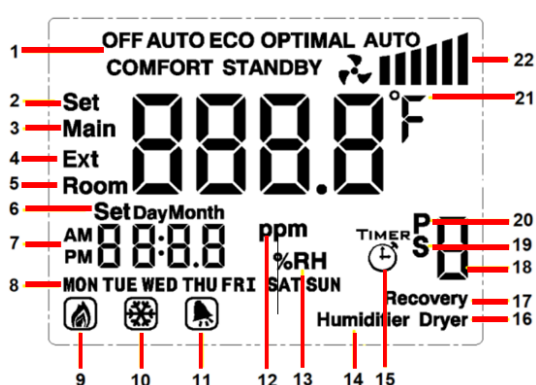 OFF AUTO ECO OPTIMAL AUTO
1
COMFORT STANDBY
22
2 Set
888.8 °F 21
3 Main
4 Ext
5 Room
6 Set Day Month
7 AM PM 88:8.8
ppm
%RH
TIMER P 20
S 19
8 18
8 MON TUE WED THU FRI SAT SUN
Recovery 17
Humidifier Dryer 16
9 10 11 12 13 14 15